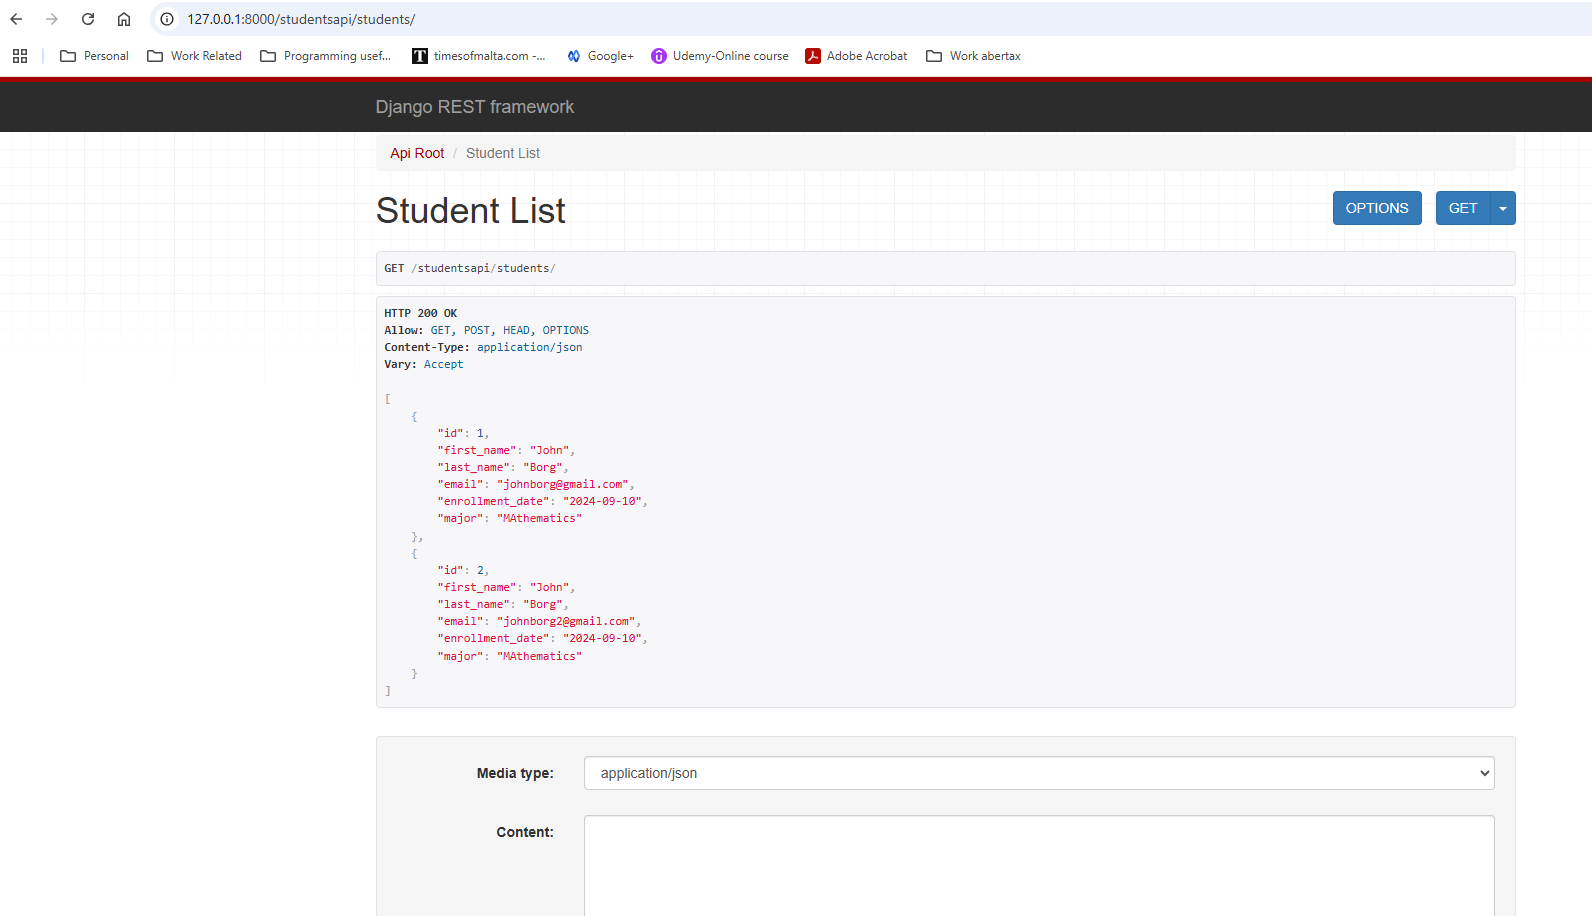 127.0.0.1:8000/studentsapi/students/
Personal Work Related Programming usef... timesofmalta.com -... Google+ Udemy-Online course Adobe Acrobat Work abertax
Django REST framework
Api Root / Student List
Student List OPTIONS GET
GET /studentsapi/students/
HTTP 200 OK
Allow: GET, POST, HEAD, OPTIONS
Content-Type: application/json
Vary: Accept
[
    {
        "id": 1,
        "first_name": "John",
        "last_name": "Borg",
        "email": "johnborg@gmail.com",
        "enrollment_date": "2024-09-10",
        "major": "MAthematics"
    },
    {
        "id": 2,
        "first_name": "John",
        "last_name": "Borg",
        "email": "johnborg2@gmail.com",
        "enrollment_date": "2024-09-10",
        "major": "MAthematics"
    }
]
Media type: application/json
Content: